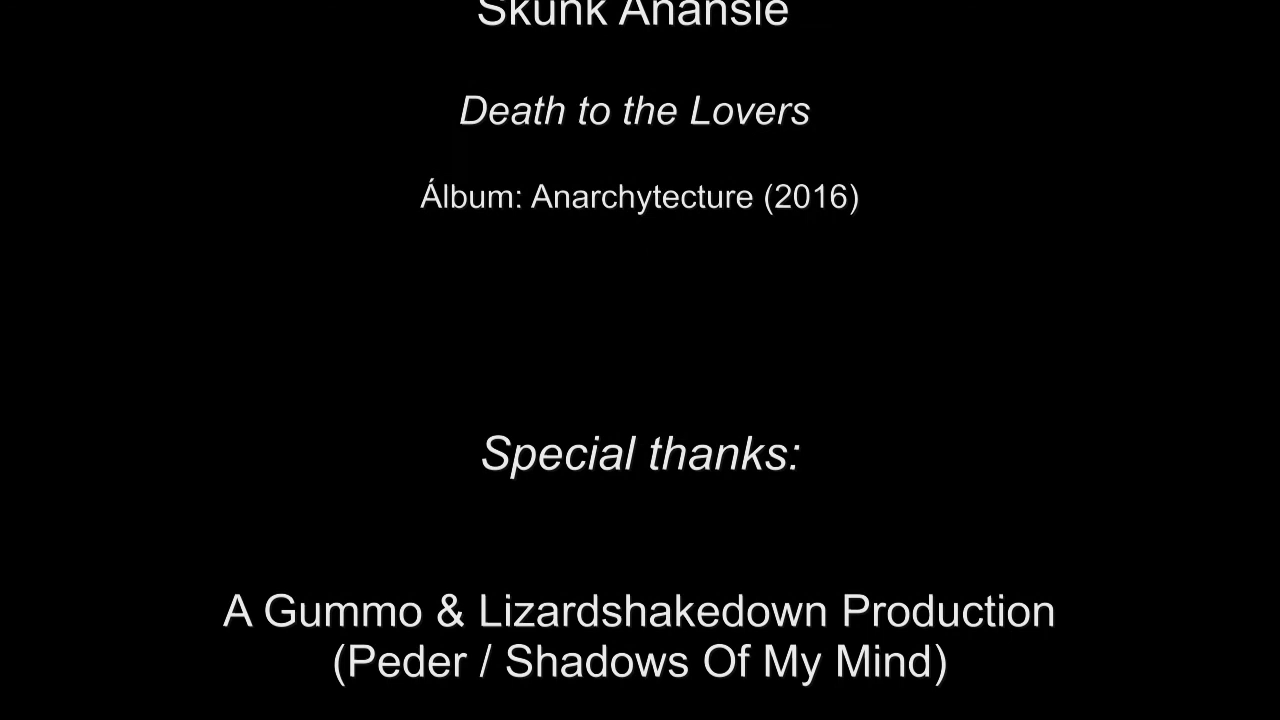 Skunk Anansie
Death to the Lovers
Álbum: Anarchytecture (2016)
Special thanks:
A Gummo & Lizardshakedown Production
(Peder / Shadows Of My Mind)